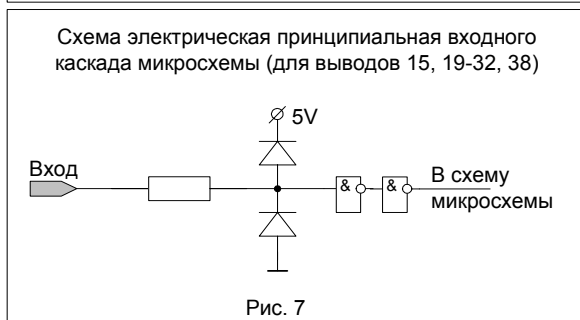 Схема электрическая принципиальная входного
каскада микросхемы (для выводов 15, 19-32, 38)
5V
Вход
&
&
В схему
микросхемы
Рис. 7